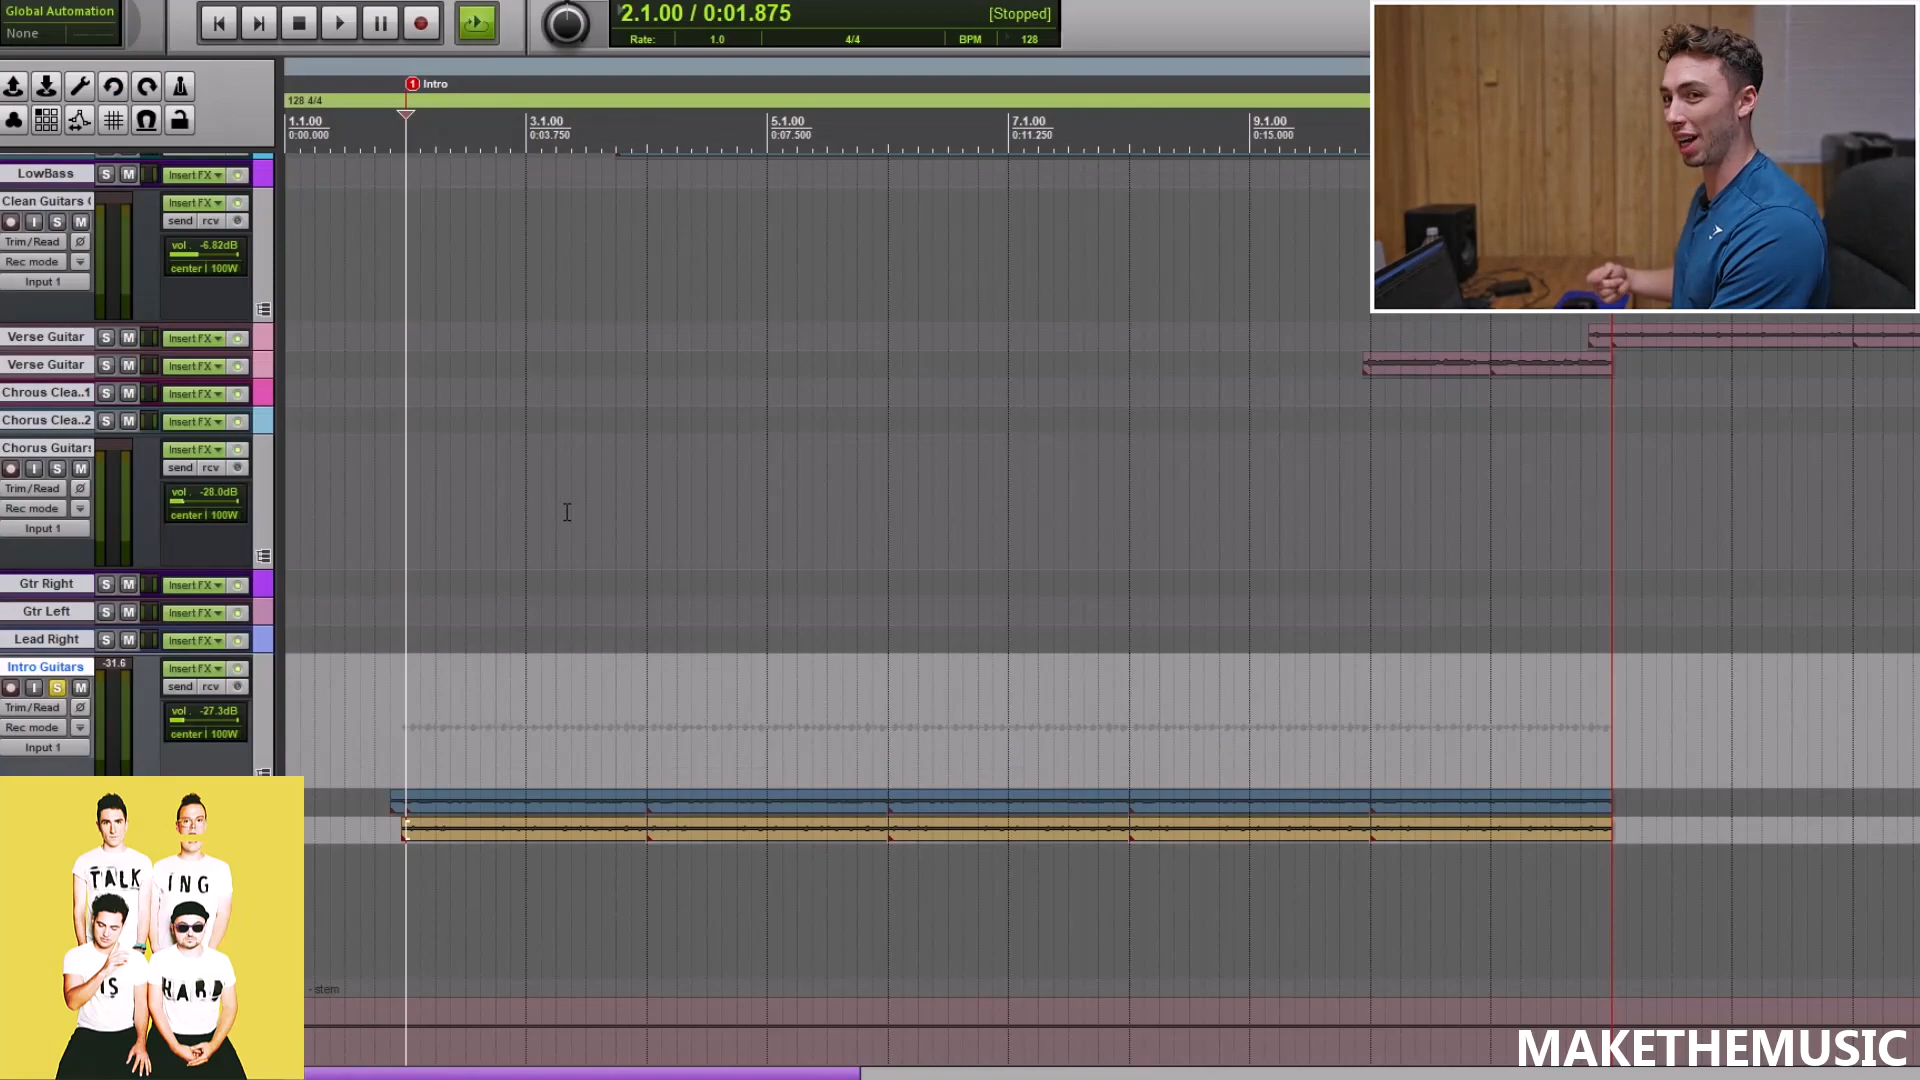 Global Automation
None
2.1.00 / 0:01.875
[Stopped]
Rate:
1.0
4/4
BPM
128
1 Intro
128 4/4
1.1.00
0:00.000
3.1.00
0:03.750
5.1.00
0:07.500
7.1.00
0:11.250
9.1.00
0:15.000
LowBass S M Insert FX
Clean Guitars Insert FX
I S M send rcv
Trim/Read vol. -6.82dB
Rec mode center 100W
Input 1
Verse Guitar S M Insert FX
Verse Guitar S M Insert FX
Chrous Clea..1 S M Insert FX
Chorus Clea..2 S M Insert FX
Chorus Guitars Insert FX
I S M send rcv
Trim/Read vol. -28.0dB
Rec mode center 100W
Input 1
Gtr Right S M Insert FX
Gtr Left S M Insert FX
Lead Right S M Insert FX
Intro Guitars -31.6 Insert FX
I S M send rcv
Trim/Read vol. -27.3dB
Rec mode center 100W
Input 1
TALK ING
IS HARD
-stem
MAKETHEMUSIC